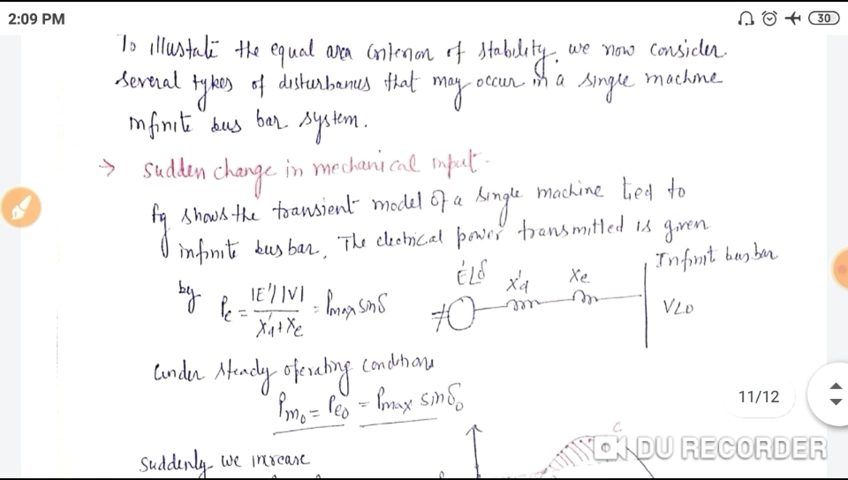 2:09 PM
30
To illustate the equal area criterion of stability, we now consider
several types of disturbances that may occur in a single machine
infinite bus bar system.
→ Sudden change in mechanical input.
fig shows the transient model of a single machine tied to
infinite bus bar, The electrical power transmitted is given
by Pe = |E'||V| / X'd+Xe = Pmax sinδ
E'∠δ X'd Xe Infinit bus bar
V∠0
Under steady operating conditions
Pm0 = Pe0 = Pmax sinδ0
11/12
Suddenly we increase
C
DU RECORDER